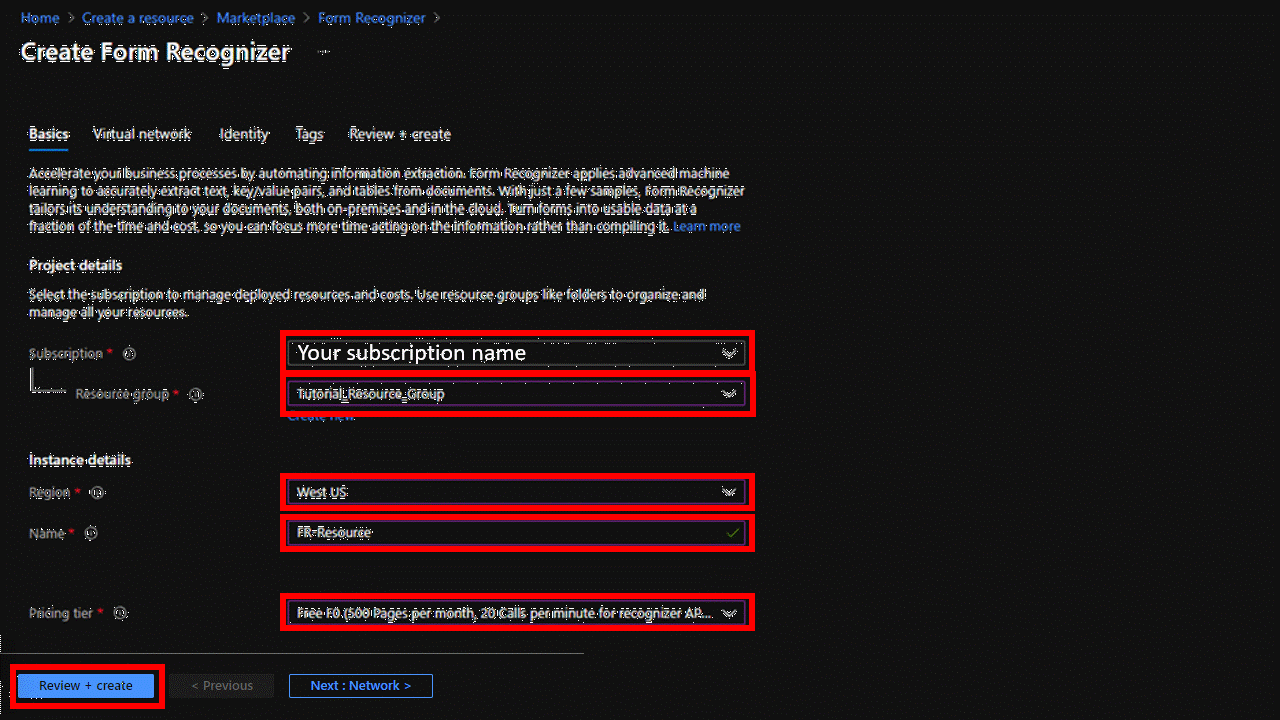 Home > Create a resource > Marketplace > Form Recognizer >
Create Form Recognizer ...
Basics Virtual network Identity Tags Review + create
Accelerate your business processes by automating information extraction. Form Recognizer applies advanced machine
learning to accurately extract text, key/value pairs, and tables from documents. With just a few samples, Form Recognizer
tailors its understanding to your documents, both on-premises and in the cloud. Turn forms into usable data at a
fraction of the time and cost, so you can focus more time acting on the information rather than compiling it. Learn more
Project details
Select the subscription to manage deployed resources and costs. Use resource groups like folders to organize and
manage all your resources.
Subscription * Your subscription name
Resource group * Tutorial_Resource_Group
Create new
Instance details
Region * West US
Name * FR-Resource
Pricing tier * Free F0 (500 Pages per month, 20 Calls per minute for recognizer AP...
Review + create < Previous Next : Network >